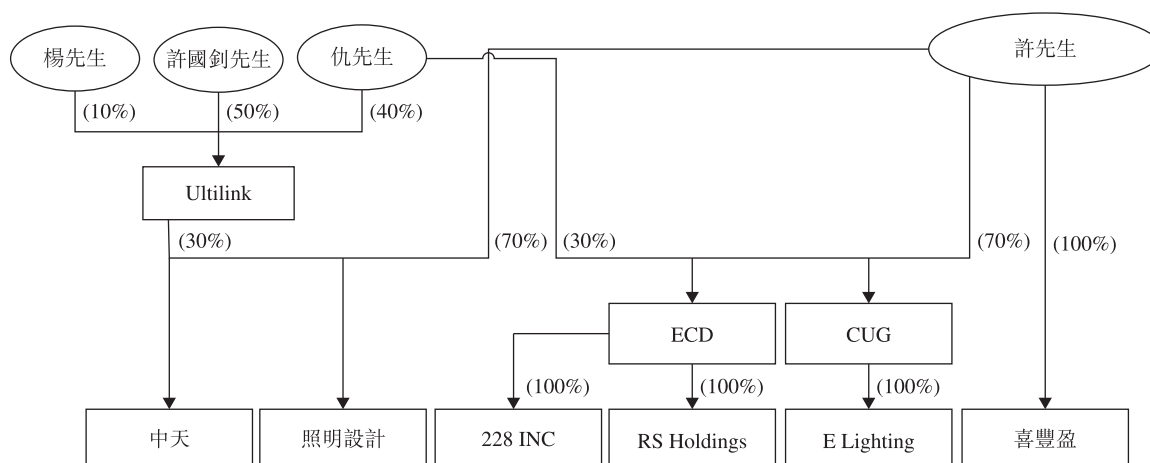 楊先生
許國釗先生
仇先生
許先生
(10%)
(50%)
(40%)
Ultilink
(30%)
(70%)
(30%)
(70%)
(100%)
ECD
CUG
(100%)
(100%)
(100%)
中天
照明設計
228 INC
RS Holdings
E Lighting
喜豐盈